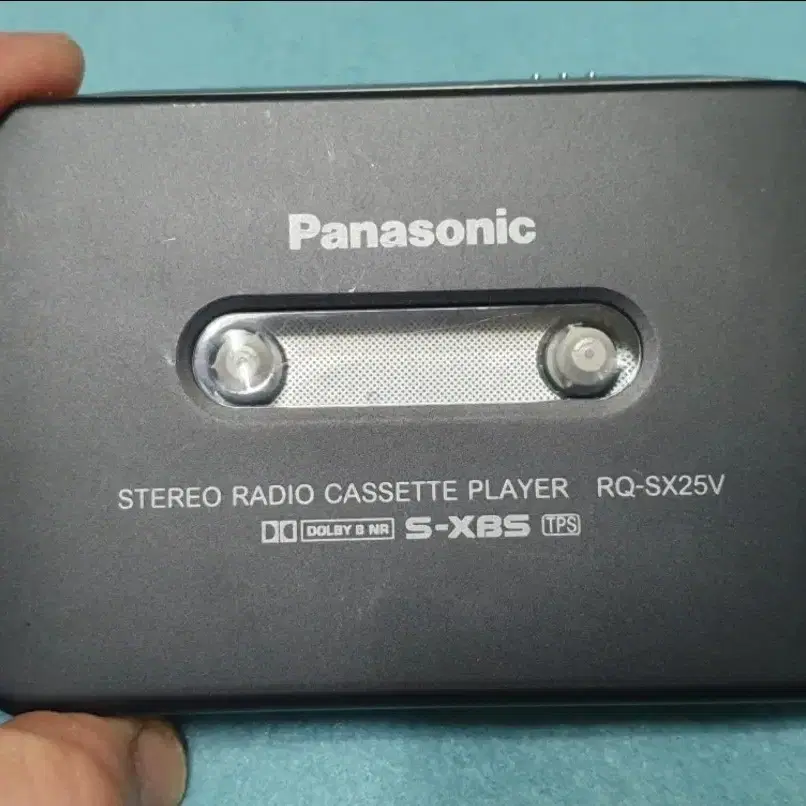 Panasonic
STEREO RADIO CASSETTE PLAYER RQ-SX25V
DOLBY B NR S-XBS TPS